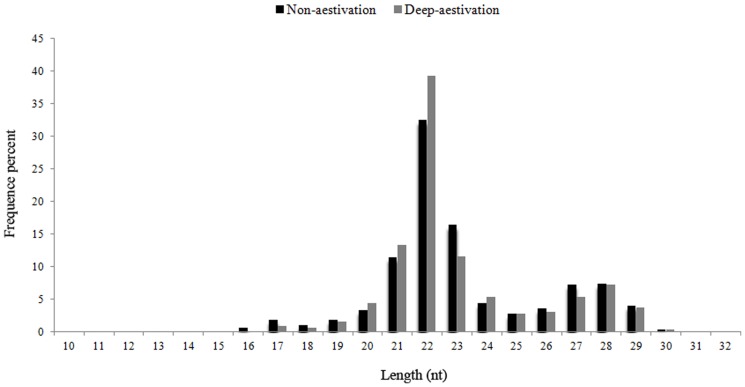 Non-aestivation Deep-aestivation
45
40
35
30
25
20
15
10
5
0
Frequence percent
10 11 12 13 14 15 16 17 18 19 20 21 22 23 24 25 26 27 28 29 30 31 32
Length (nt)